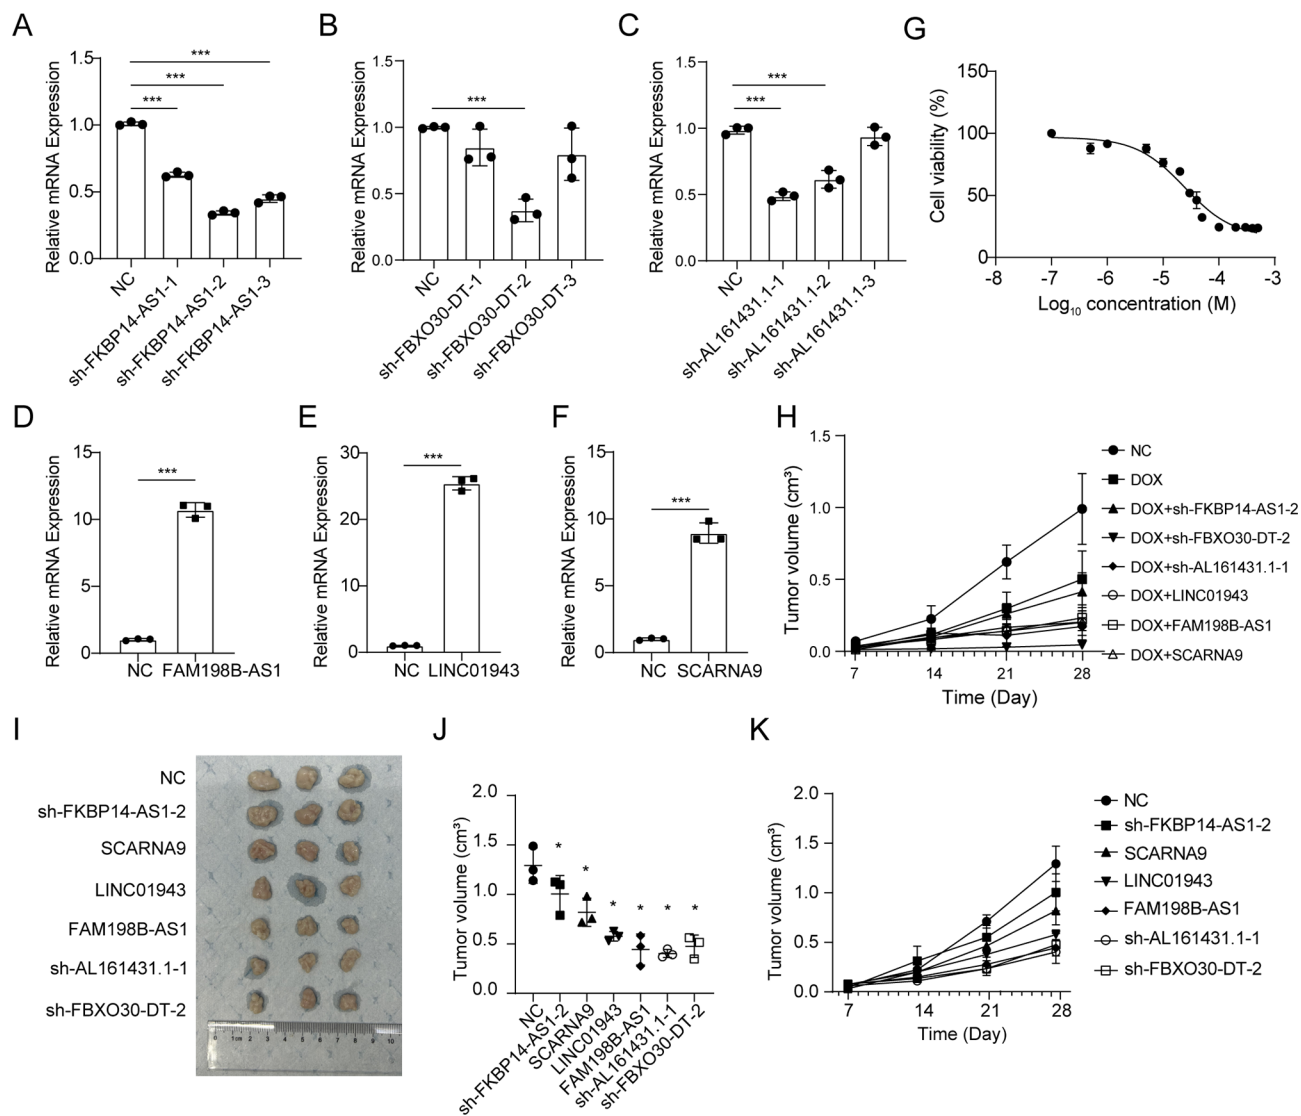 A
Relative mRNA Expression
1.5
1.0
0.5
0.0
***
***
***
NC
sh-FKBP14-AS1-1
sh-FKBP14-AS1-2
sh-FKBP14-AS1-3
B
Relative mRNA Expression
1.5
1.0
0.5
0.0
***
NC
sh-FBXO30-DT-1
sh-FBXO30-DT-2
sh-FBXO30-DT-3
C
Relative mRNA Expression
1.5
1.0
0.5
0.0
***
***
NC
sh-AL161431.1-1
sh-AL161431.1-2
sh-AL161431.1-3
G
Cell viability (%)
150
100
50
0
-8 -7 -6 -5 -4 -3
Log₁₀ concentration (M)
D
Relative mRNA Expression
15
10
5
0
***
NC FAM198B-AS1
E
Relative mRNA Expression
30
20
10
0
***
NC LINC01943
F
Relative mRNA Expression
15
10
5
0
***
NC SCARNA9
H
Tumor volume (cm³)
1.5
1.0
0.5
0.0
7 14 21 28
Time (Day)
NC
DOX
DOX+sh-FKBP14-AS1-2
DOX+sh-FBXO30-DT-2
DOX+sh-AL161431.1-1
DOX+LINC01943
DOX+FAM198B-AS1
DOX+SCARNA9
I
NC
sh-FKBP14-AS1-2
SCARNA9
LINC01943
FAM198B-AS1
sh-AL161431.1-1
sh-FBXO30-DT-2
0 1cm 2 3 4 5 6 7 8 9 10
J
Tumor volume (cm³)
2.0
1.5
1.0
0.5
0.0
* * * * * *
NC
sh-FKBP14-AS1-2
SCARNA9
LINC01943
FAM198B-AS1
sh-AL161431.1-1
sh-FBXO30-DT-2
K
Tumor volume (cm³)
2.0
1.5
1.0
0.5
0.0
7 14 21 28
Time (Day)
NC
sh-FKBP14-AS1-2
SCARNA9
LINC01943
FAM198B-AS1
sh-AL161431.1-1
sh-FBXO30-DT-2